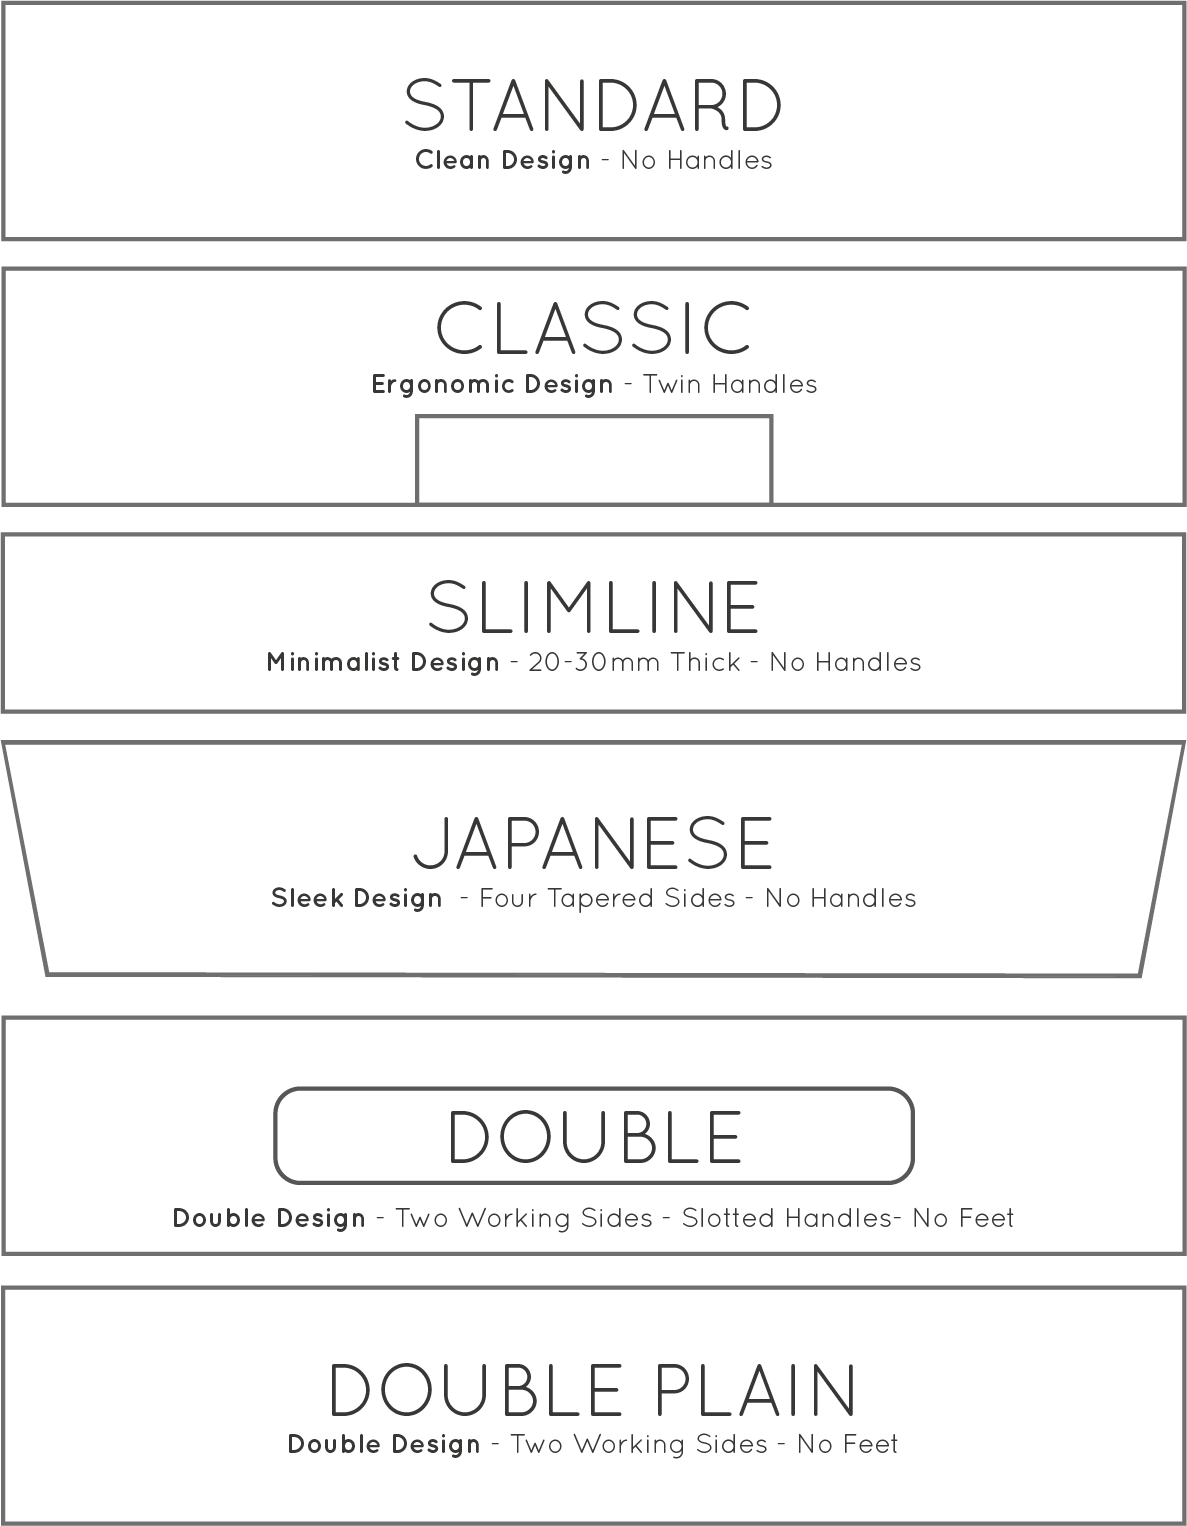 STANDARD
Clean Design - No Handles
CLASSIC
Ergonomic Design - Twin Handles
SLIMLINE
Minimalist Design - 20-30mm Thick - No Handles
JAPANESE
Sleek Design - Four Tapered Sides - No Handles
DOUBLE
Double Design - Two Working Sides - Slotted Handles- No Feet
DOUBLE PLAIN
Double Design - Two Working Sides - No Feet